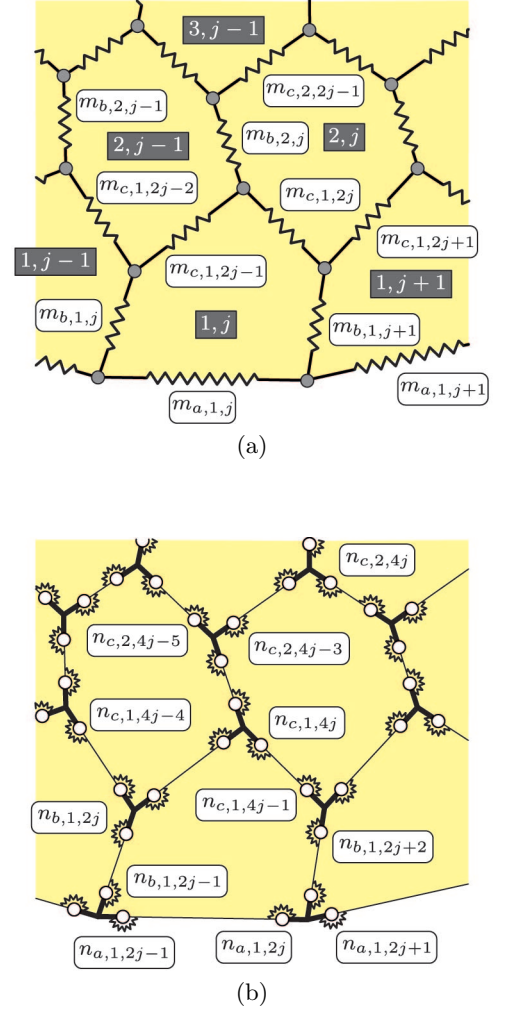 3, j − 1
m_{b,2,j−1}
m_{c,2,2j−1}
m_{b,2,j}
2, j
2, j − 1
m_{c,1,2j−2}
m_{c,1,2j}
m_{c,1,2j+1}
1, j − 1
m_{c,1,2j−1}
1, j + 1
m_{b,1,j}
1, j
m_{b,1,j+1}
m_{a,1,j}
m_{a,1,j+1}
(a)
n_{c,2,4j}
n_{c,2,4j−5}
n_{c,2,4j−3}
n_{c,1,4j−4}
n_{c,1,4j}
n_{b,1,2j}
n_{c,1,4j−1}
n_{b,1,2j+2}
n_{b,1,2j−1}
n_{a,1,2j−1}
n_{a,1,2j}
n_{a,1,2j+1}
(b)